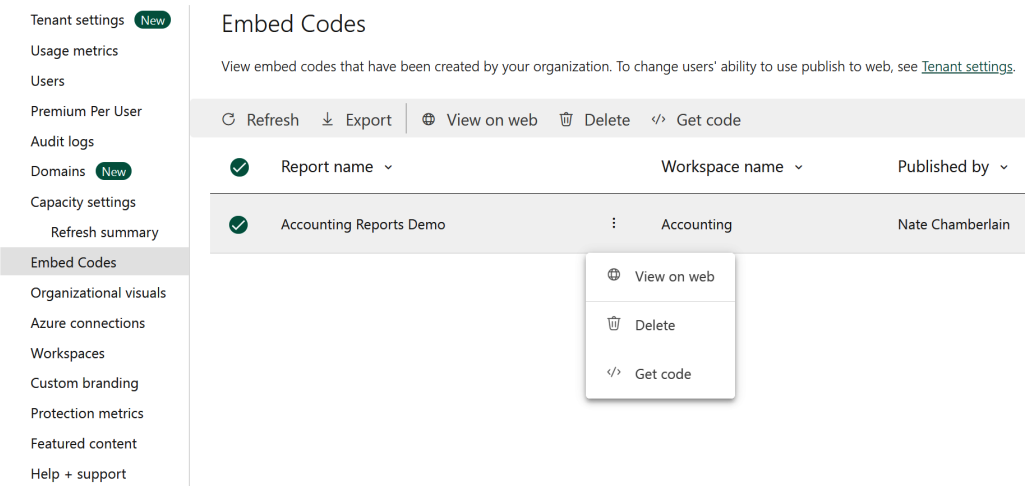 Tenant settings New
Usage metrics
Users
Premium Per User
Audit logs
Domains New
Capacity settings
Refresh summary
Embed Codes
Organizational visuals
Azure connections
Workspaces
Custom branding
Protection metrics
Featured content
Help + support
Embed Codes
View embed codes that have been created by your organization. To change users' ability to use publish to web, see Tenant settings.
Refresh Export View on web Delete Get code
Report name Workspace name Published by
Accounting Reports Demo Accounting Nate Chamberlain
View on web
Delete
Get code